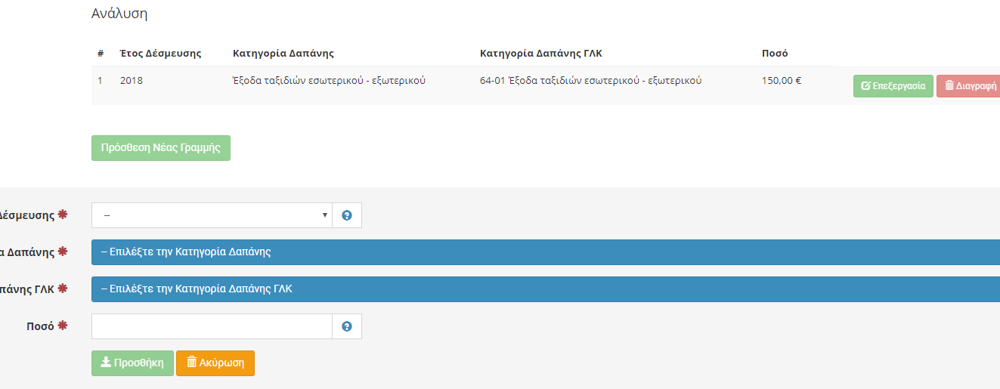 Ανάλυση
# Έτος Δέσμευσης Κατηγορία Δαπάνης Κατηγορία Δαπάνης ΓΛΚ Ποσό
1 2018 Έξοδα ταξιδιών εσωτερικού - εξωτερικού 64-01 Έξοδα ταξιδιών εσωτερικού - εξωτερικού 150,00 € Επεξεργασία Διαγραφή
Πρόσθεση Νέας Γραμμής
Δέσμευσης --
α Δαπάνης – Επιλέξτε την Κατηγορία Δαπάνης
πάνης ΓΛΚ – Επιλέξτε την Κατηγορία Δαπάνης ΓΛΚ
Ποσό
Προσθήκη Ακύρωση